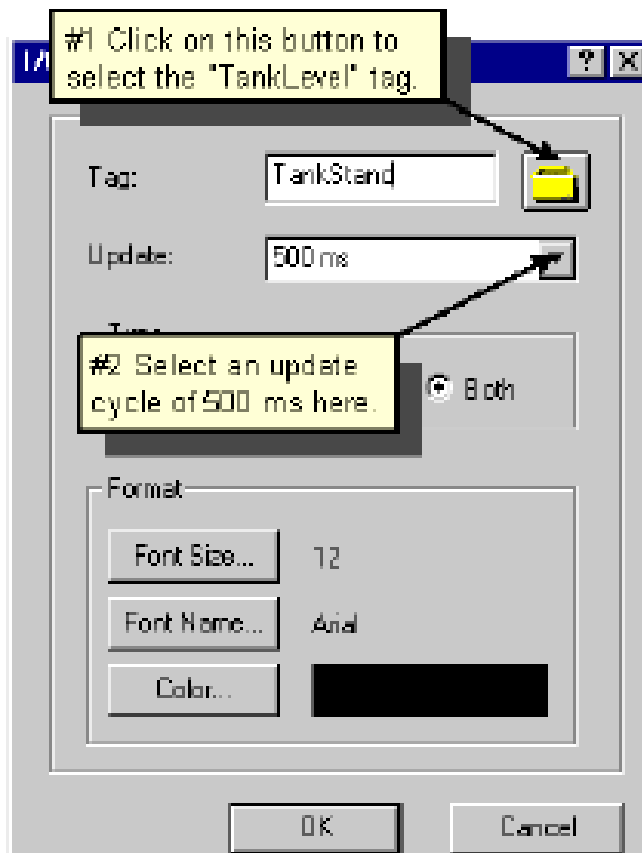 #1 Click on this button to
select the "TankLevel" tag.
Tag:
TankStand
Update:
500 ms
#2 Select an update
cycle of 500 ms here.
Both
Format
Font Size...
12
Font Name...
Arial
Color...
OK
Cancel